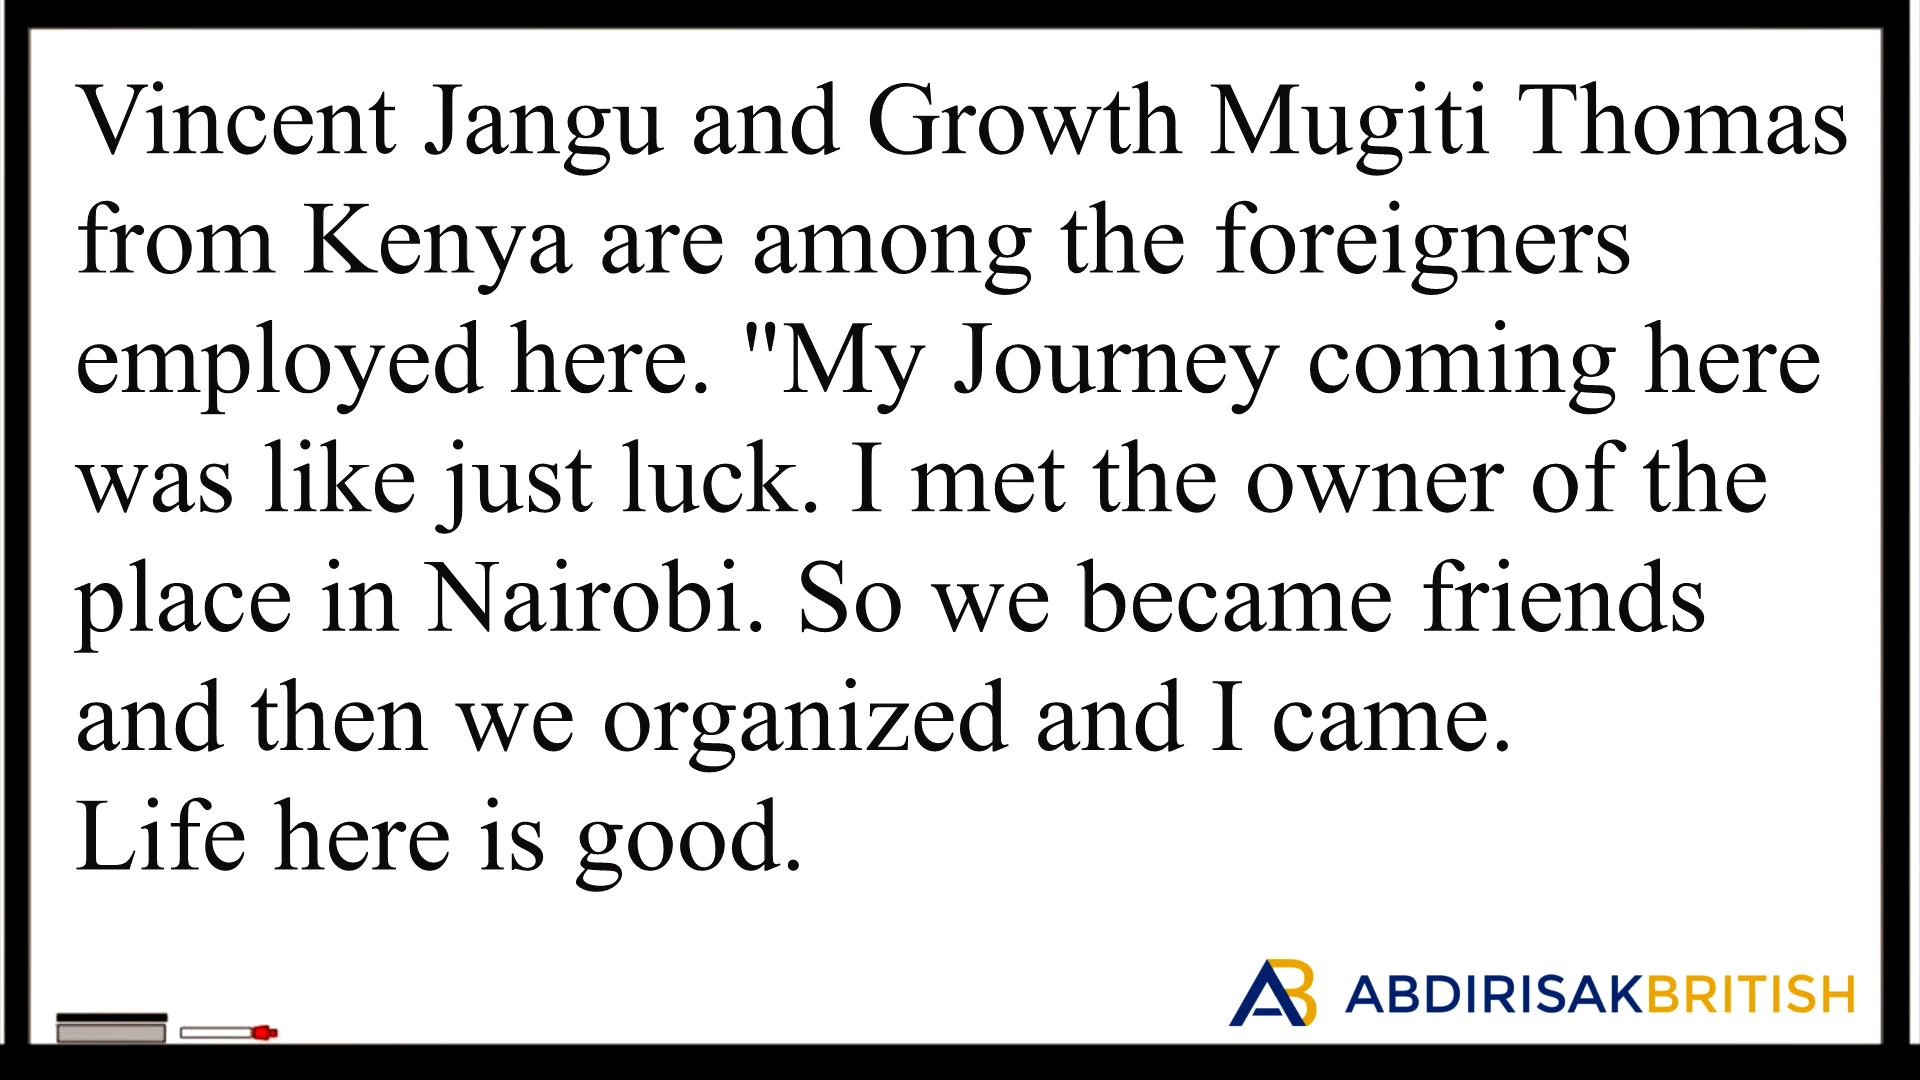 Vincent Jangu and Growth Mugiti Thomas
from Kenya are among the foreigners
employed here. "My Journey coming here
was like just luck. I met the owner of the
place in Nairobi. So we became friends
and then we organized and I came.
Life here is good.
AB ABDIRISAKBRITISH